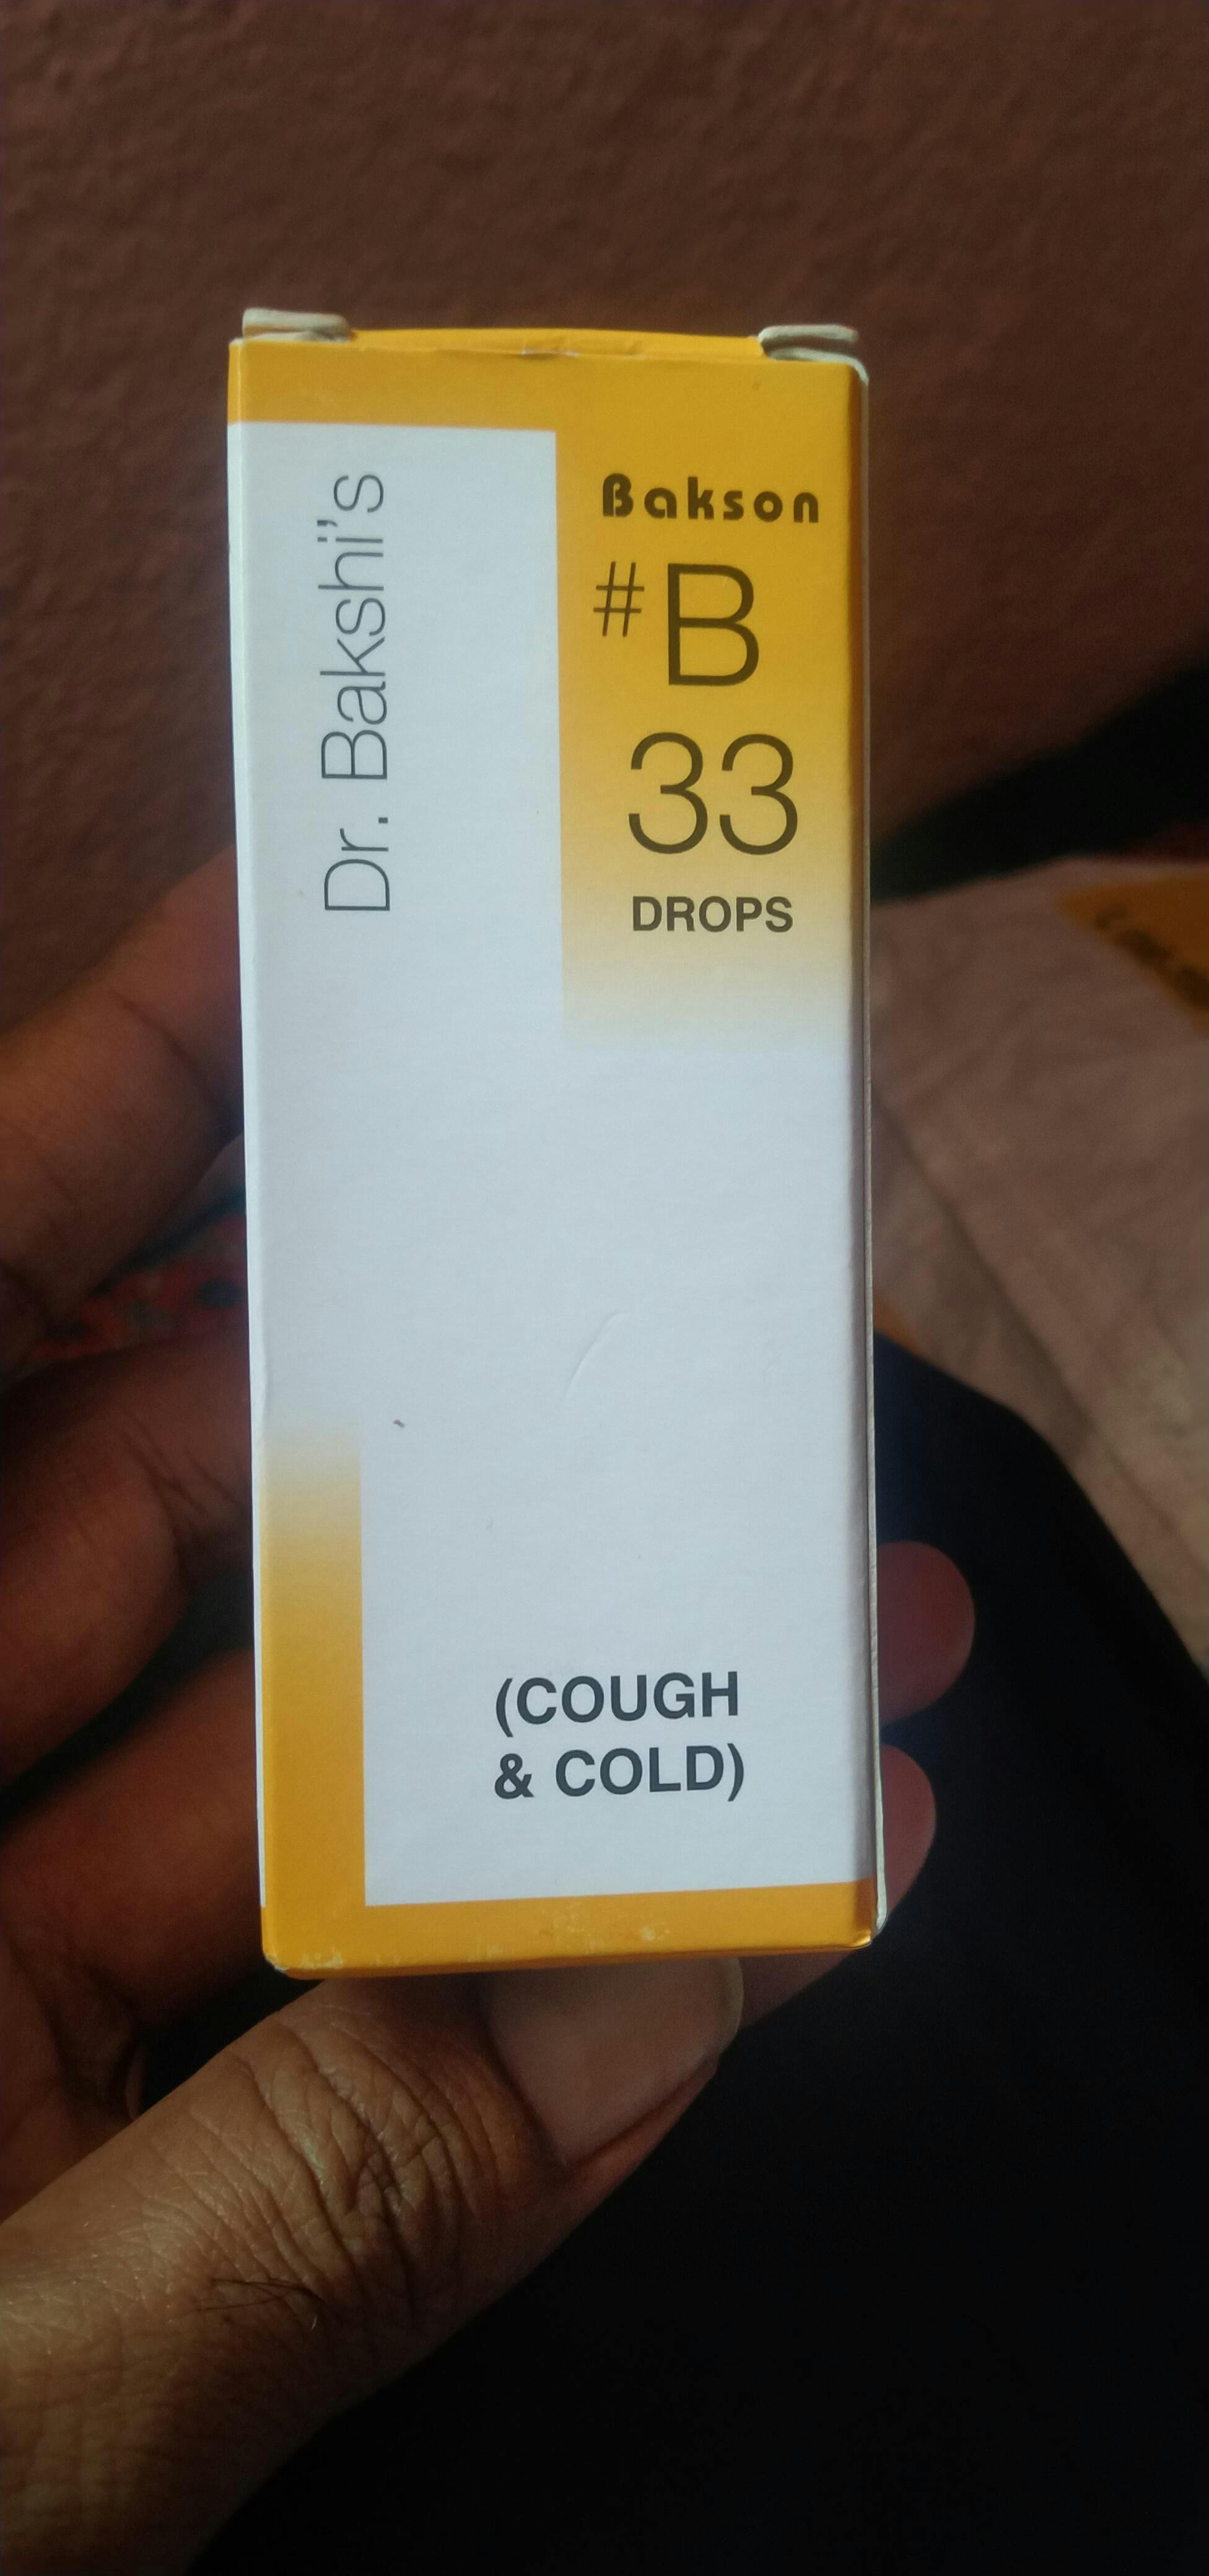 Dr. Bakshi's
Bakson
#B
33
DROPS
(COUGH
& COLD)